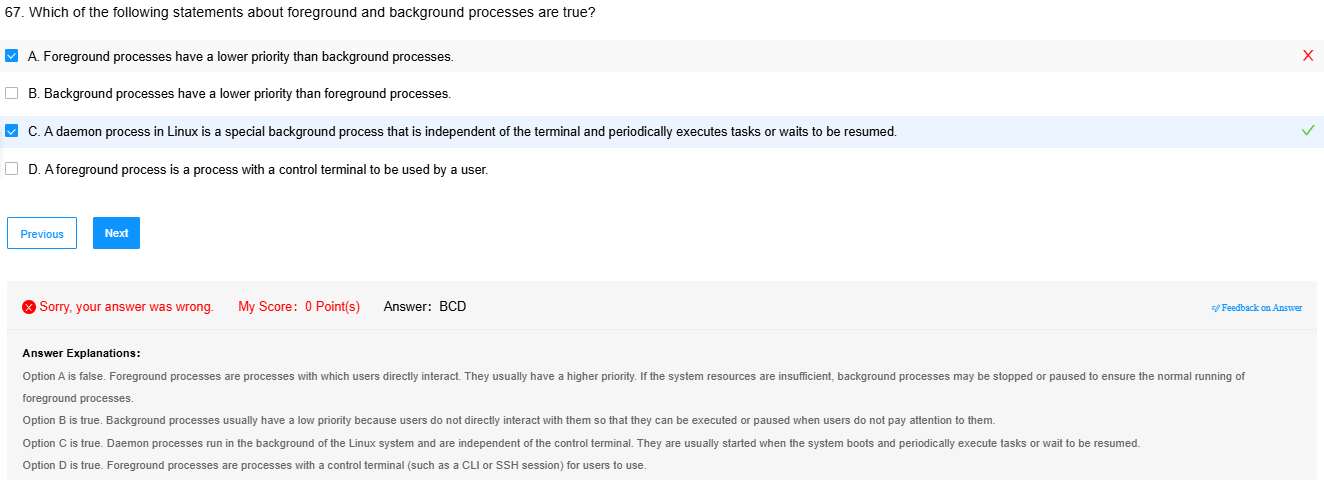 67. Which of the following statements about foreground and background processes are true?
A. Foreground processes have a lower priority than background processes.
B. Background processes have a lower priority than foreground processes.
C. A daemon process in Linux is a special background process that is independent of the terminal and periodically executes tasks or waits to be resumed.
D. A foreground process is a process with a control terminal to be used by a user.
Previous Next
Sorry, your answer was wrong. My Score: 0 Point(s) Answer: BCD Feedback on Answer
Answer Explanations:
Option A is false. Foreground processes are processes with which users directly interact. They usually have a higher priority. If the system resources are insufficient, background processes may be stopped or paused to ensure the normal running of
foreground processes.
Option B is true. Background processes usually have a low priority because users do not directly interact with them so that they can be executed or paused when users do not pay attention to them.
Option C is true. Daemon processes run in the background of the Linux system and are independent of the control terminal. They are usually started when the system boots and periodically execute tasks or wait to be resumed.
Option D is true. Foreground processes are processes with a control terminal (such as a CLI or SSH session) for users to use.